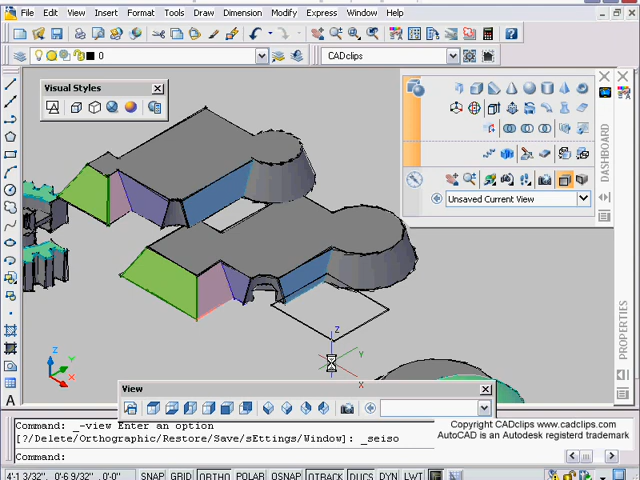 File Edit View Insert Format Tools Draw Dimension Modify Express Window Help
0
CADclips
Visual Styles
Unsaved Current View
DASHBOARD
PROPERTIES
Z
Y
X
Z
Y
X
View
Command: _-view Enter an option
[?/Delete/Orthographic/Restore/Save/sEttings/Window]: _seiso
Copyright CADclips www.cadclips.com
AutoCAD is an Autodesk registerd trademark
Command:
4'-1 3/32", 0'-6 9/32", 0'-0" SNAP GRID ORTHO POLAR OSNAP OTRACK DUCS DYN LWT